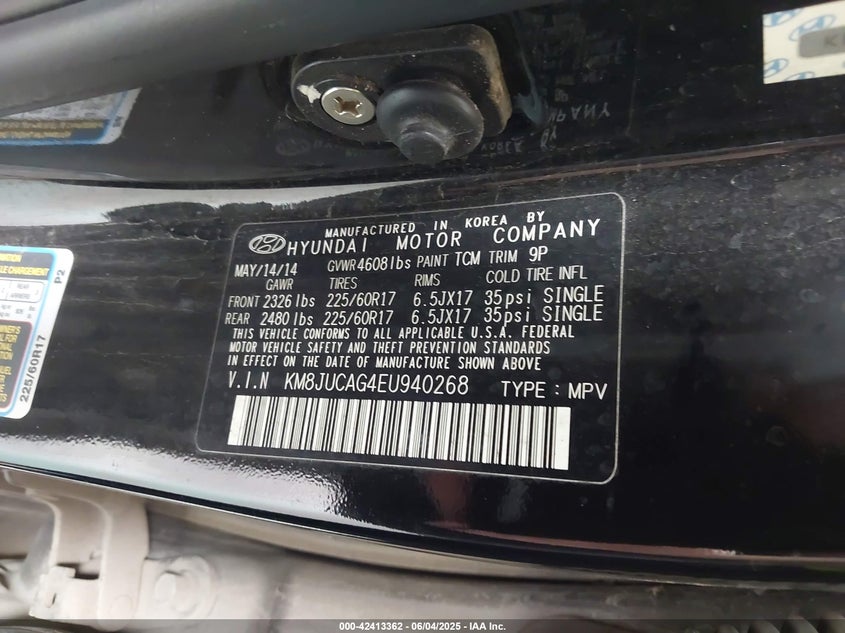 MANUFACTURED IN KOREA BY
HYUNDAI MOTOR COMPANY
MAY/14/14 GVWR 4608 lbs PAINT TCM TRIM 9P
GAWR TIRES RIMS COLD TIRE INFL
FRONT 2326 lbs 225/60R17 6.5JX17 35psi SINGLE
REAR 2480 lbs 225/60R17 6.5JX17 35psi SINGLE
THIS VEHICLE CONFORMS TO ALL APPLICABLE U.S.A. FEDERAL
MOTOR VEHICLE SAFETY AND THEFT PREVENTION STANDARDS
IN EFFECT ON THE DATE OF MANUFACTURE SHOWN ABOVE
V.I.N KM8JUCAG4EU940268 TYPE : MPV
P2
225/60R17
000-42413362 | 06/04/2025 - IAA Inc.